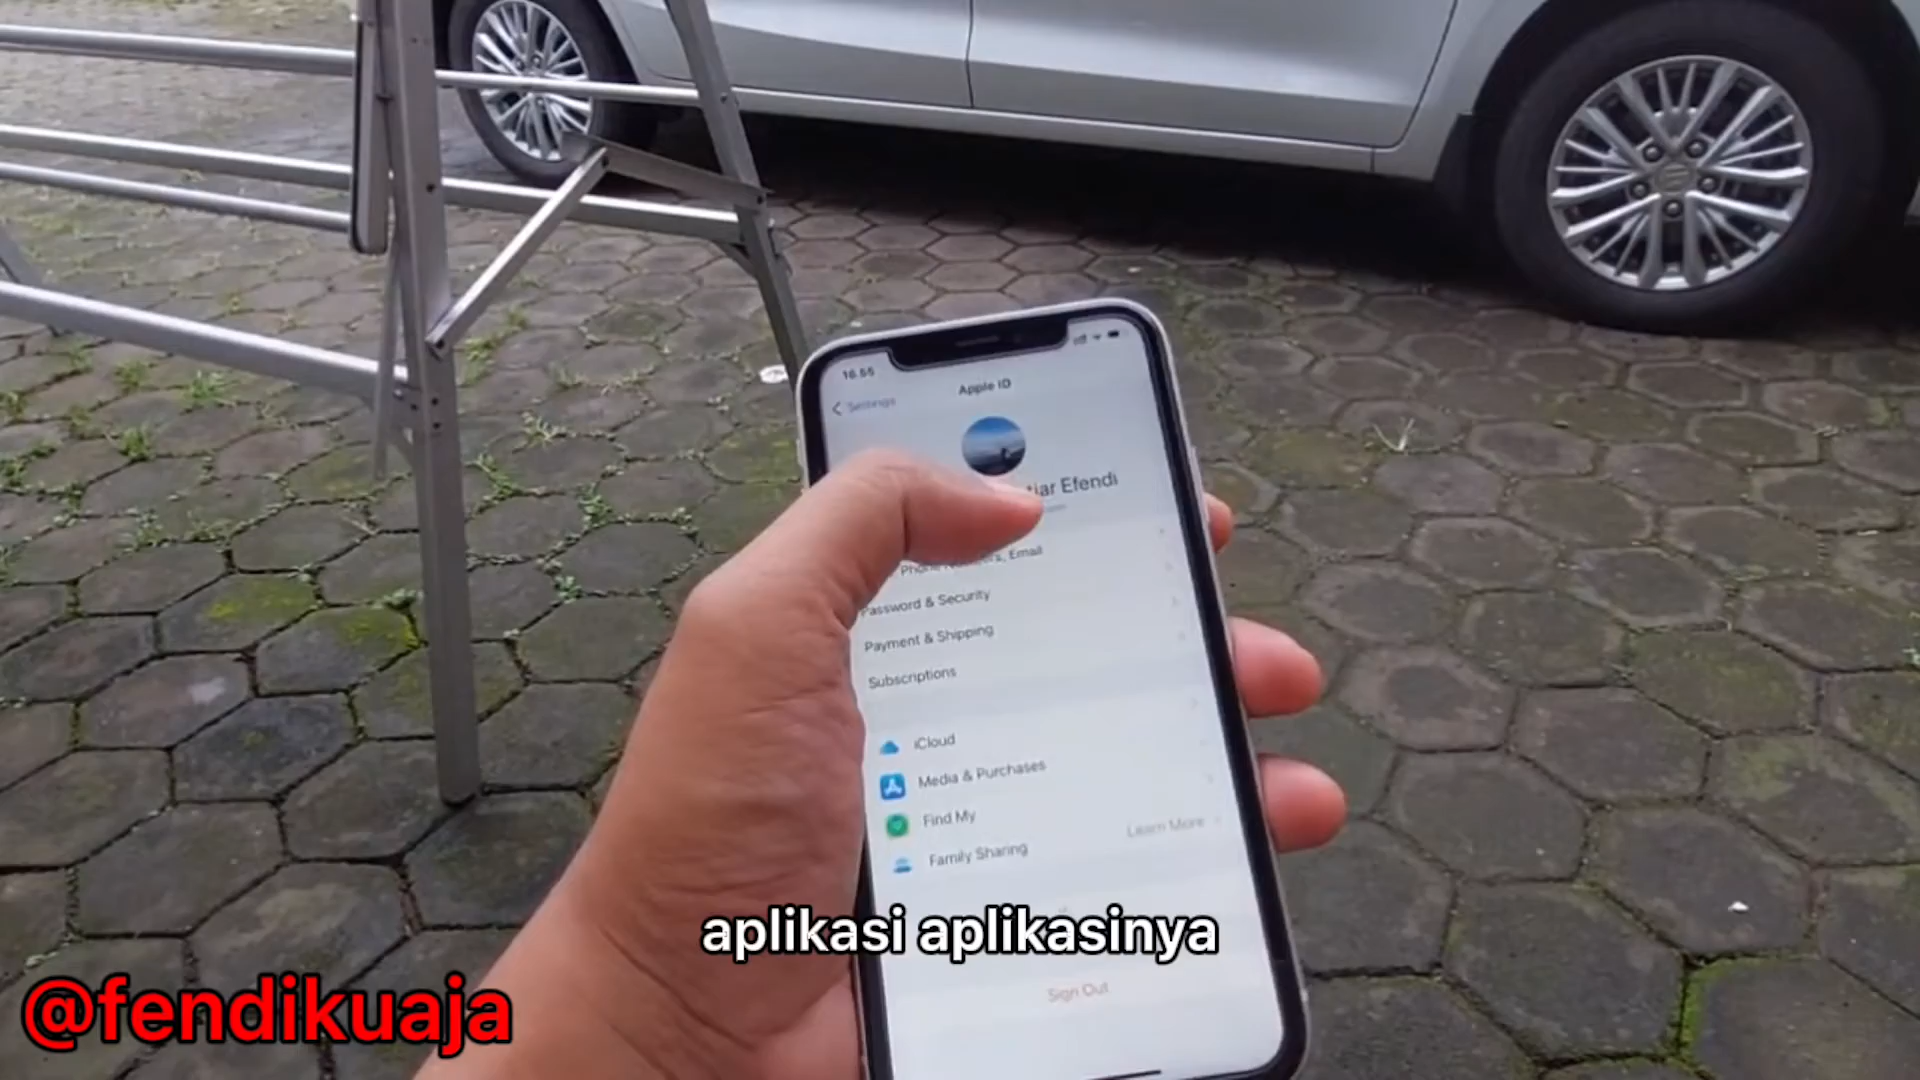 16.55
Settings
Apple ID
tiar Efendi
Email
Password & Security
Payment & Shipping
Subscriptions
iCloud
Media & Purchases
Find My
Family Sharing
Learn More
aplikasi aplikasinya
Sign Out
@fendikuaja